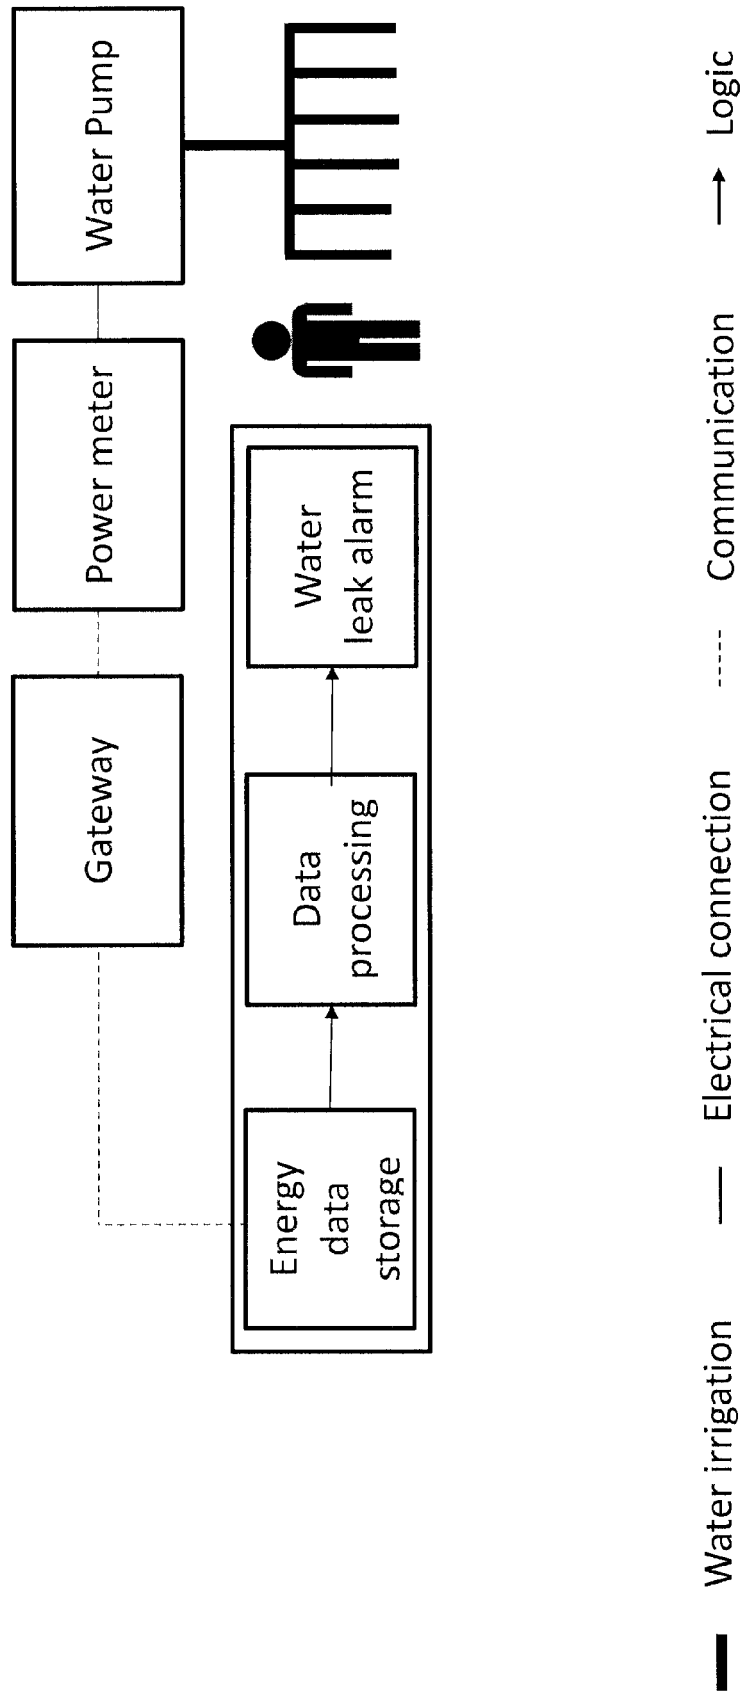 Gateway
Power meter
Water Pump
Energy
data
storage
Data
processing
Water
leak alarm
Water irrigation
Electrical connection
Communication
Logic